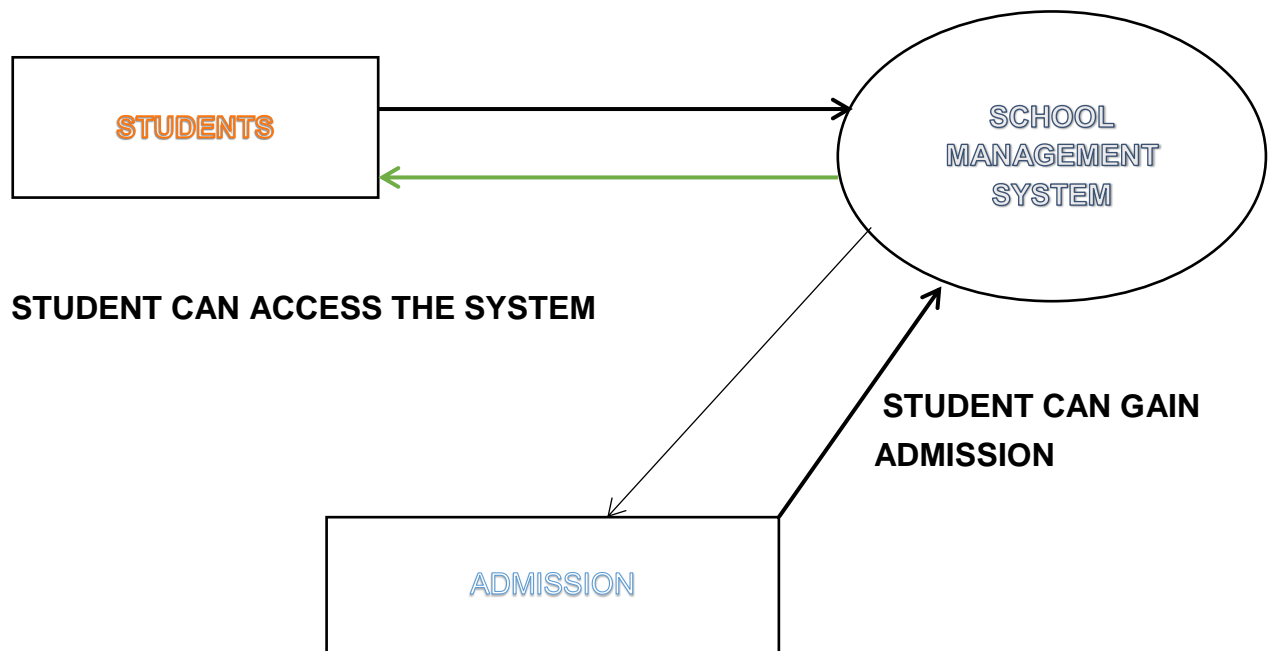 STUDENTS
SCHOOL
MANAGEMENT
SYSTEM
STUDENT CAN ACCESS THE SYSTEM
STUDENT CAN GAIN
ADMISSION
ADMISSION